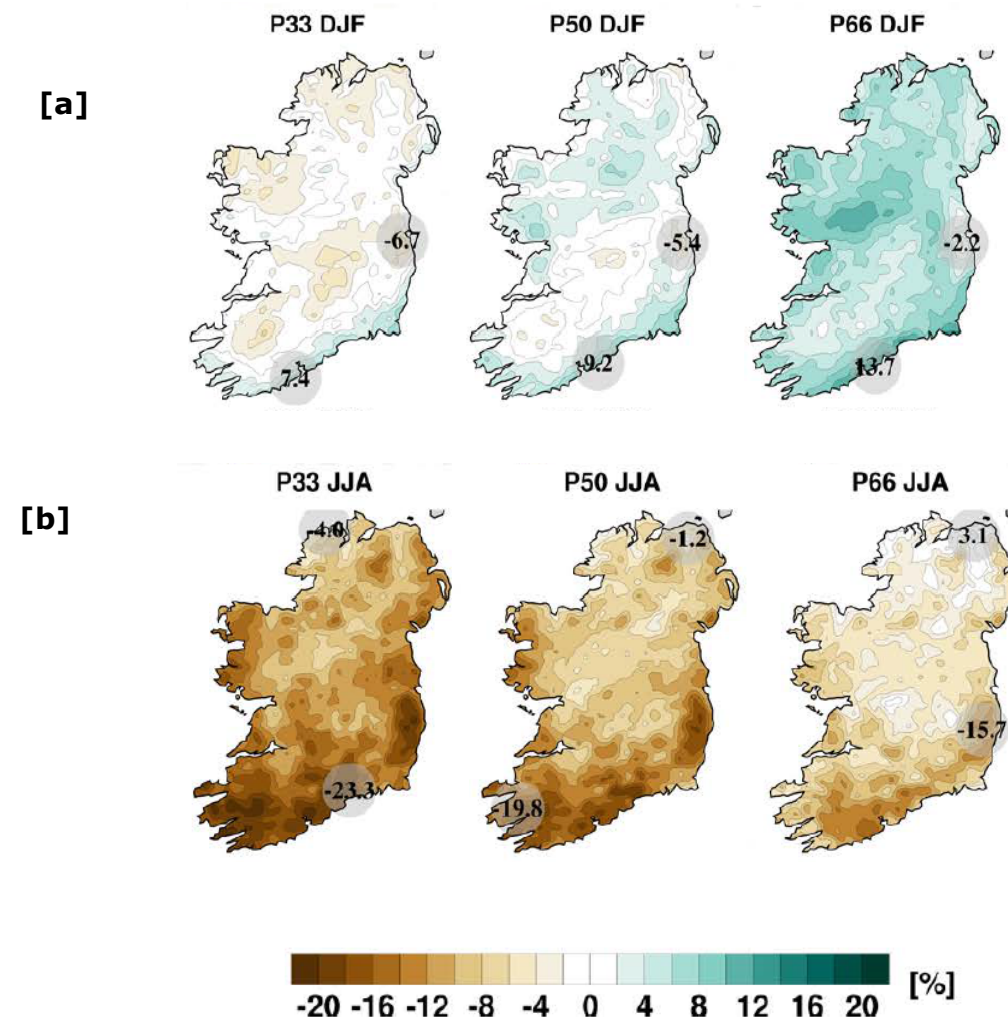 P33 DJF P50 DJF P66 DJF
[a]
-6.7 -5.4 -2.2
7.4 -9.2 13.7
P33 JJA P50 JJA P66 JJA
[b]
-1.2 3.1
-15.7
-23.3 -19.8
-20 -16 -12 -8 -4 0 4 8 12 16 20 [%]